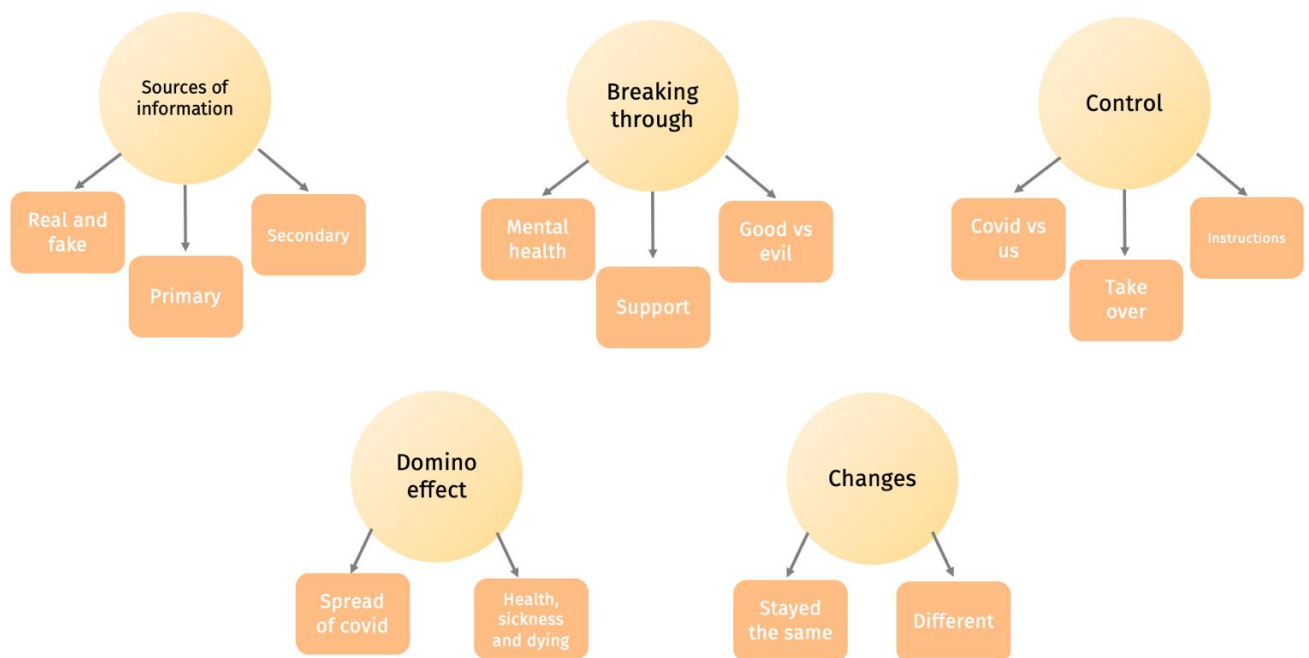 Sources of
information
Real and
fake
Primary
Secondary
Breaking
through
Mental
health
Support
Good vs
evil
Control
Covid vs
us
Take
over
Instructions
Domino
effect
Spread
of covid
Health,
sickness
and dying
Changes
Stayed
the same
Different